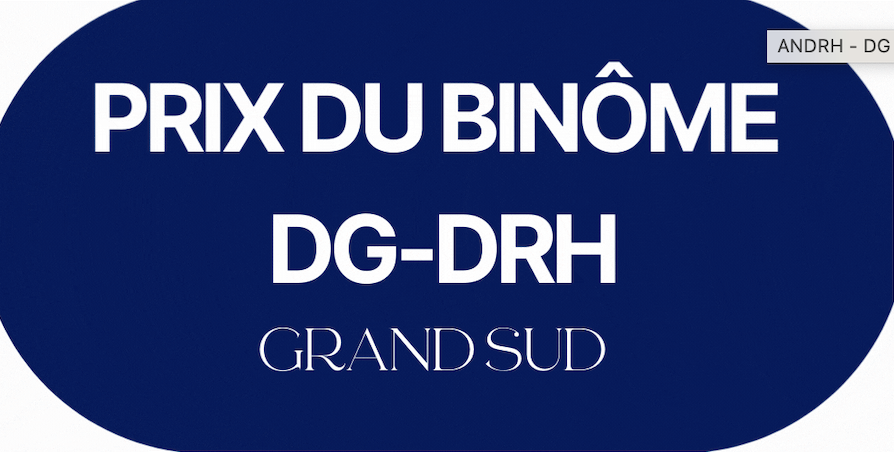 ANDRH - DG
PRIX DU BINÔME
DG-DRH
GRAND SUD